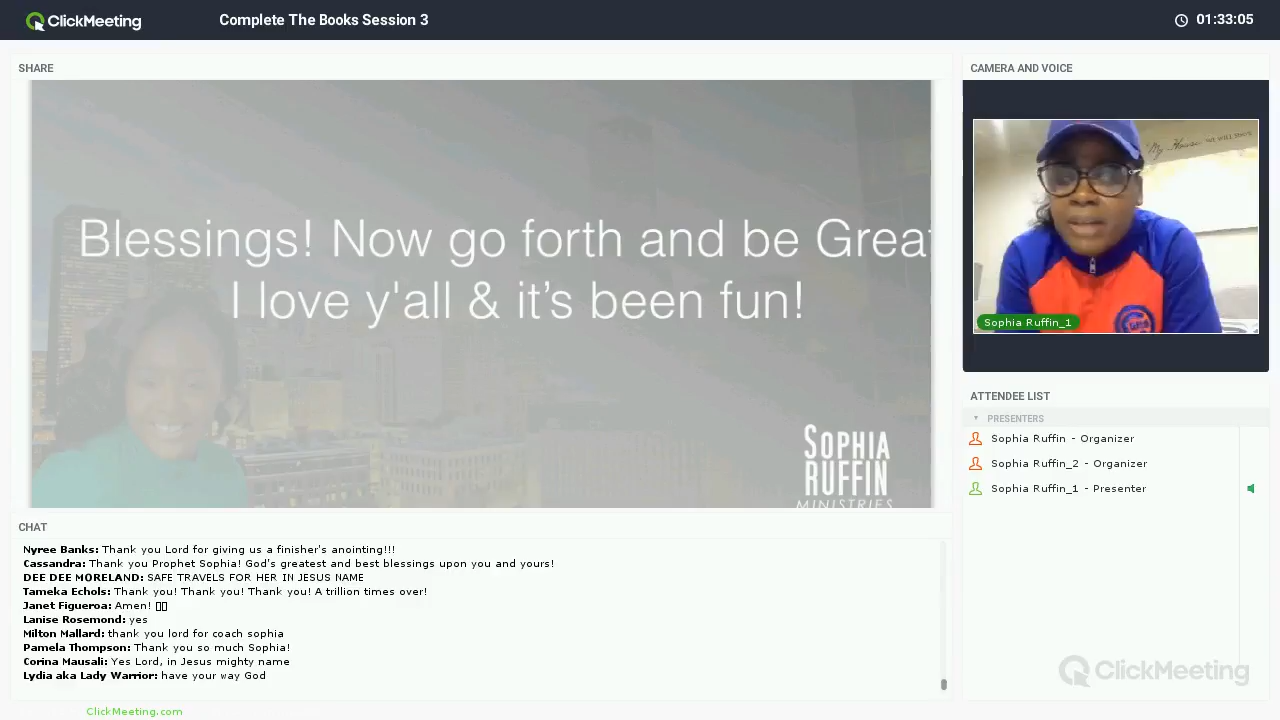 ClickMeeting
Complete The Books Session 3
01:33:05
SHARE
Blessings! Now go forth and be Great
I love y'all & it's been fun!
SOPHIA
RUFFIN
MINISTRIES
CAMERA AND VOICE
My House
Sophia Ruffin_1
ATTENDEE LIST
PRESENTERS
Sophia Ruffin - Organizer
Sophia Ruffin_2 - Organizer
Sophia Ruffin_1 - Presenter
CHAT
Nyree Banks: Thank you Lord for giving us a finisher's anointing!!!
Cassandra: Thank you Prophet Sophia! God's greatest and best blessings upon you and yours!
DEE DEE MORELAND: SAFE TRAVELS FOR HER IN JESUS NAME
Tameka Echols: Thank you! Thank you! Thank you! A trillion times over!
Janet Figueroa: Amen!
Lanise Rosemond: yes
Milton Mallard: thank you lord for coach sophia
Pamela Thompson: Thank you so much Sophia!
Corina Mausali: Yes Lord, in Jesus mighty name
Lydia aka Lady Warrior: have your way God
ClickMeeting
ClickMeeting.com